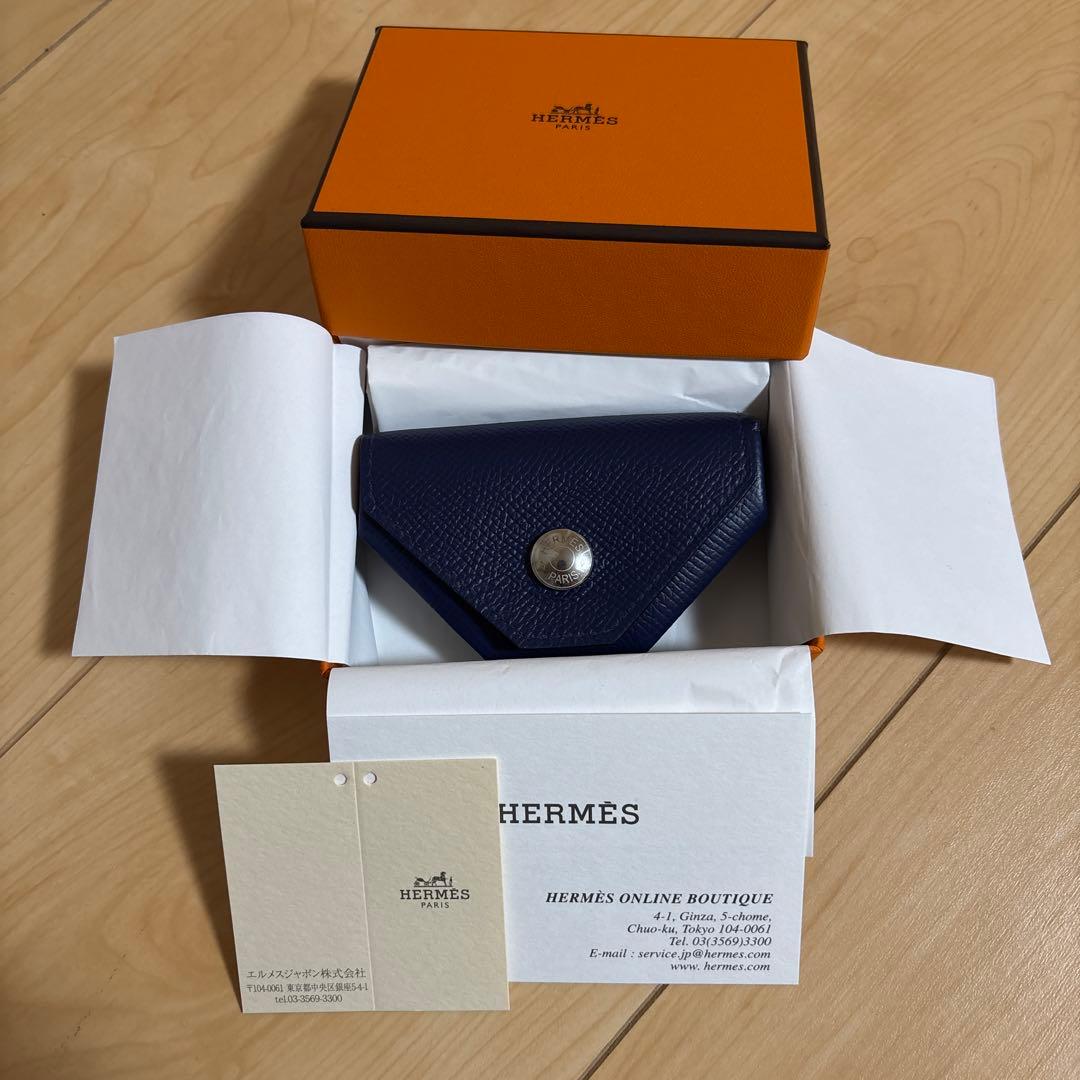 HERMÈS
PARIS
HERMES
PARIS
HERMÈS
HERMÈS ONLINE BOUTIQUE
4-1, Ginza, 5-chome,
Chuo-ku, Tokyo 104-0061
Tel. 03(3569)3300
E-mail : service.jp@hermes.com
www. hermes.com
HERMÈS
PARIS
エルメスジャポン株式会社
〒104-0061 東京都中央区銀座5-4-1
tel.03-3569-3300